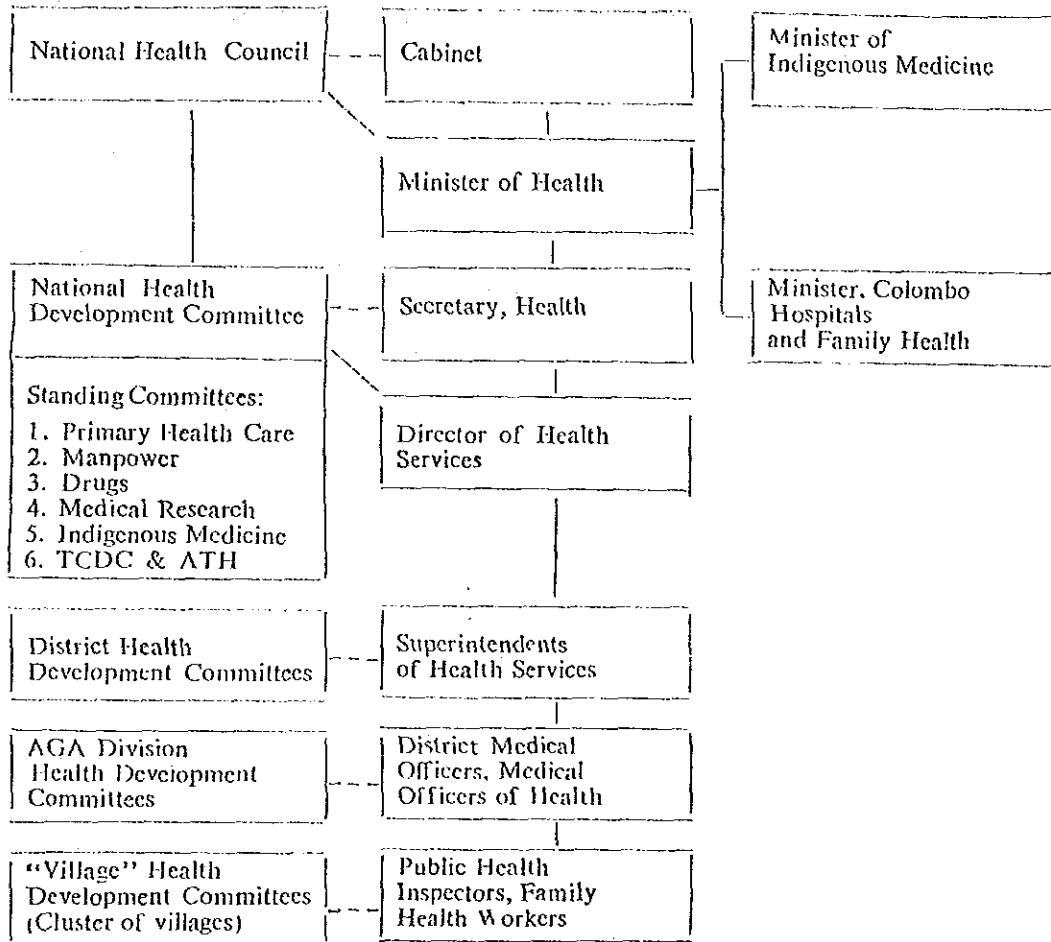 National Health Council
Cabinet
Minister of
Indigenous Medicine
Minister of Health
National Health
Development Committee
Secretary, Health
Minister, Colombo
Hospitals
and Family Health
Standing Committees:
1. Primary Health Care
2. Manpower
3. Drugs
4. Medical Research
5. Indigenous Medicine
6. TCDC & ATH
Director of Health
Services
District Health
Development Committees
Superintendents
of Health Services
AGA Division
Health Development
Committees
District Medical
Officers, Medical
Officers of Health
“Village” Health
Development Committees
(Cluster of villages)
Public Health
Inspectors, Family
Health Workers